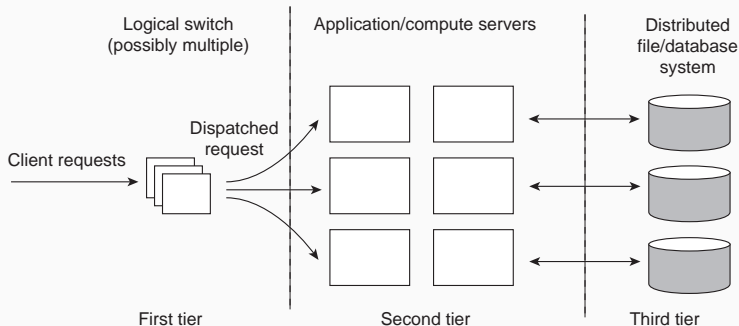 Logical switch
(possibly multiple)
Application/compute servers
Distributed
file/database
system
Dispatched
request
Client requests
First tier
Second tier
Third tier